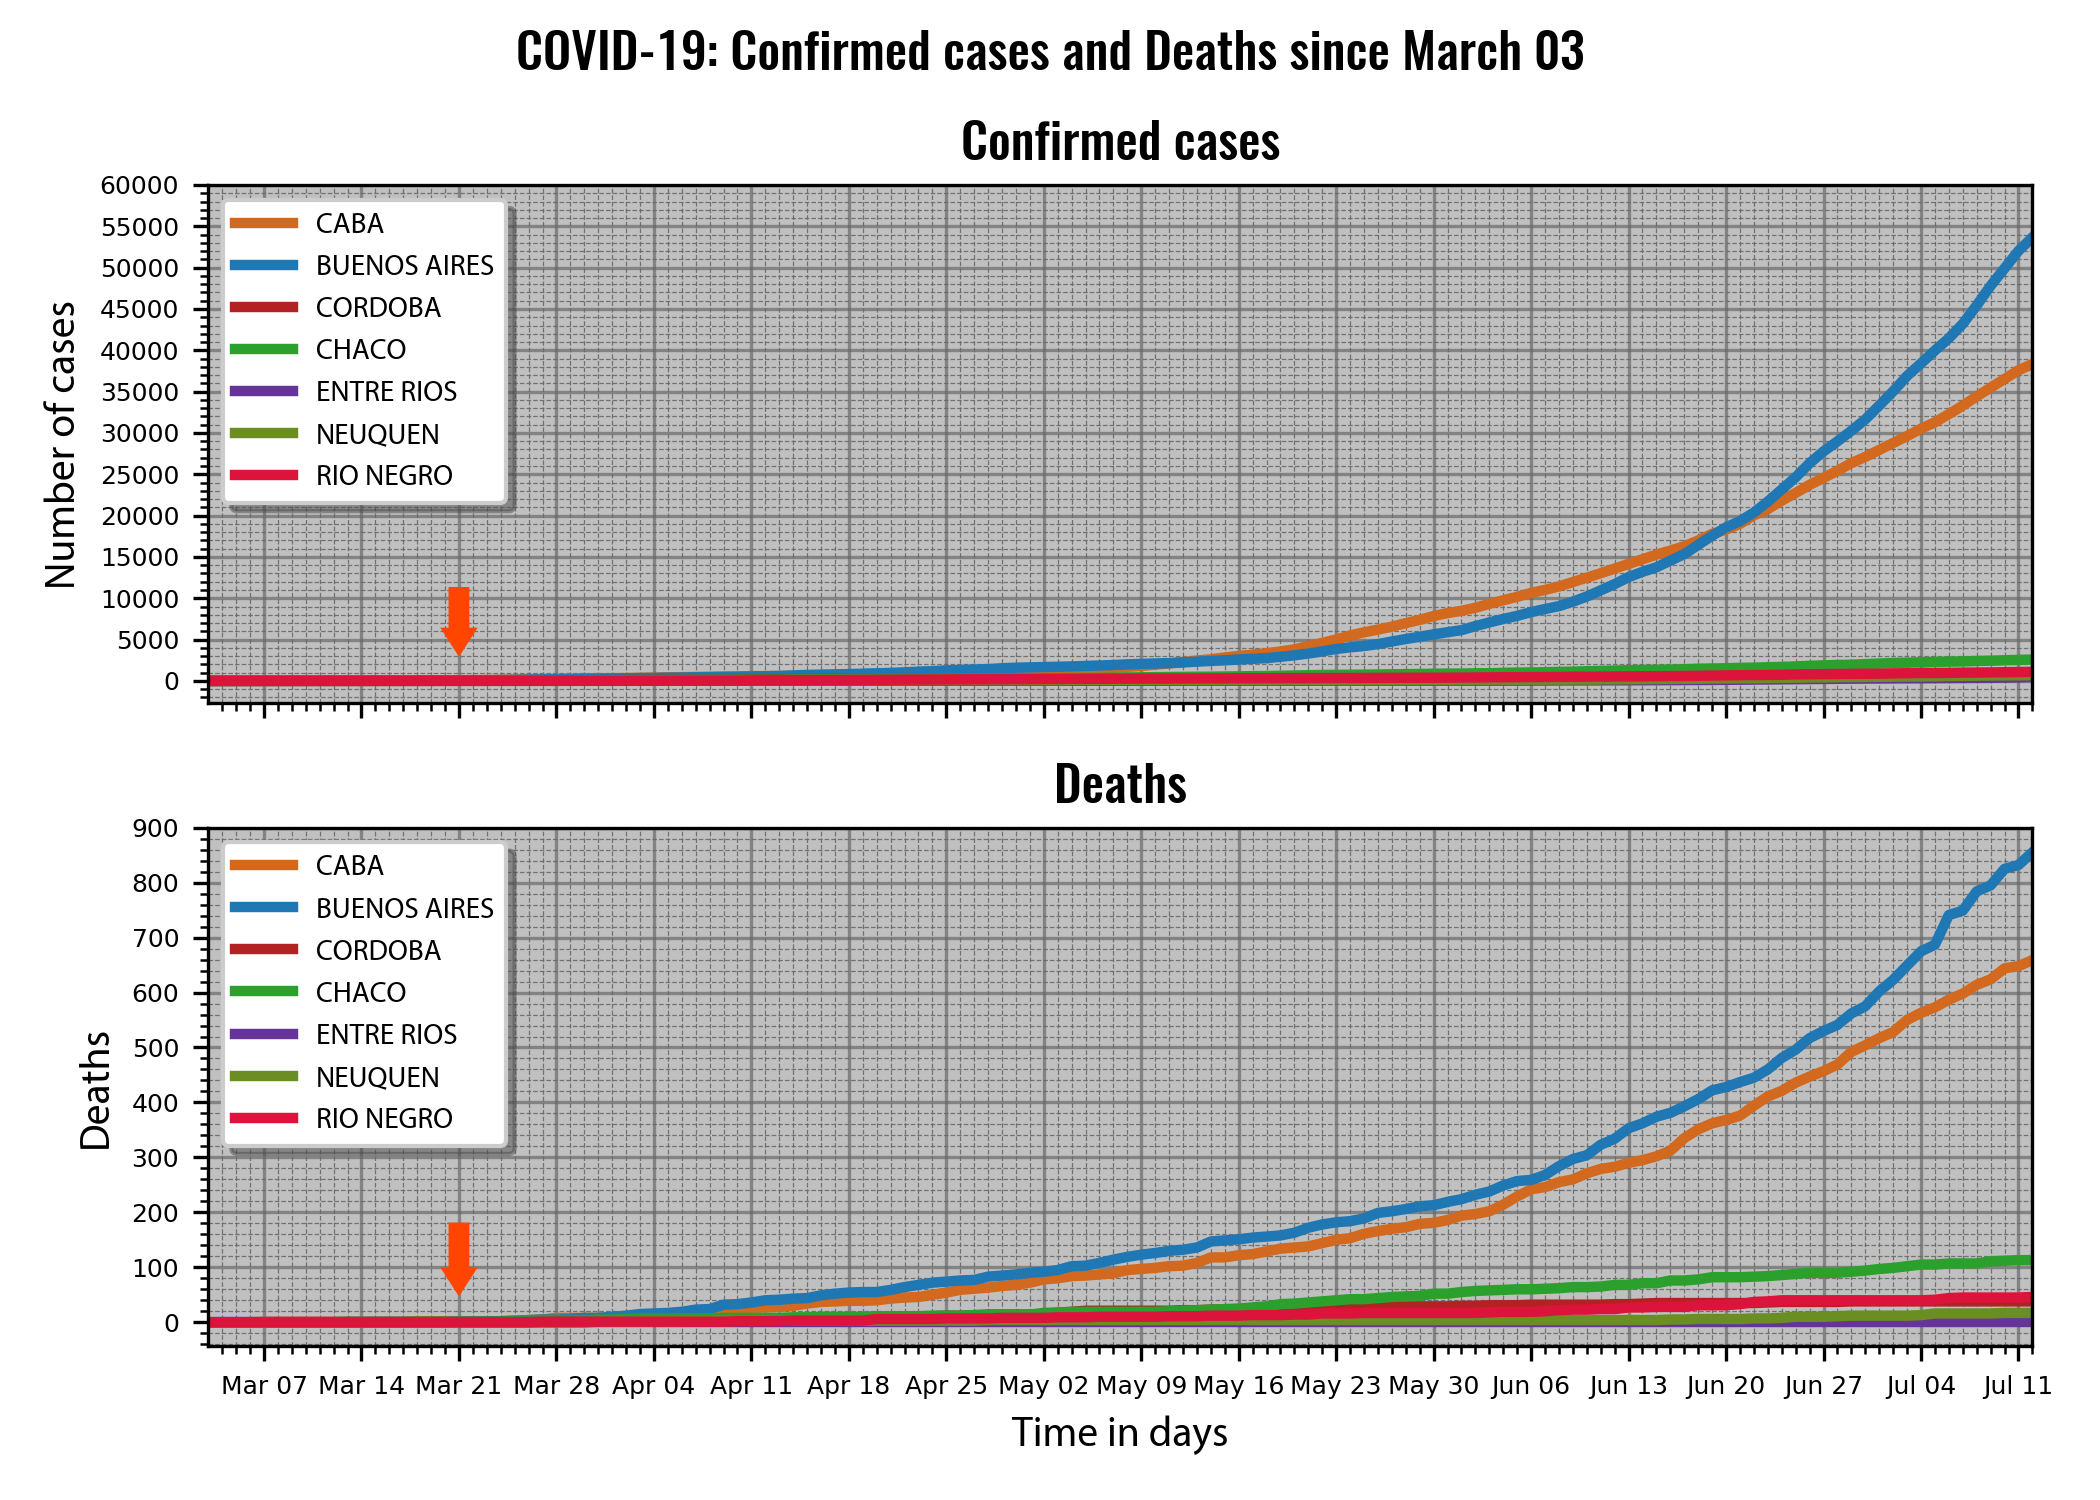 COVID-19: Confirmed cases and Deaths since March 03
Confirmed cases
Number of cases
60000
55000
50000
45000
40000
35000
30000
25000
20000
15000
10000
5000
0
CABA
BUENOS AIRES
CORDOBA
CHACO
ENTRE RIOS
NEUQUEN
RIO NEGRO
Deaths
Deaths
900
800
700
600
500
400
300
200
100
0
CABA
BUENOS AIRES
CORDOBA
CHACO
ENTRE RIOS
NEUQUEN
RIO NEGRO
Mar 07 Mar 14 Mar 21 Mar 28 Apr 04 Apr 11 Apr 18 Apr 25 May 02 May 09 May 16 May 23 May 30 Jun 06 Jun 13 Jun 20 Jun 27 Jul 04 Jul 11
Time in days